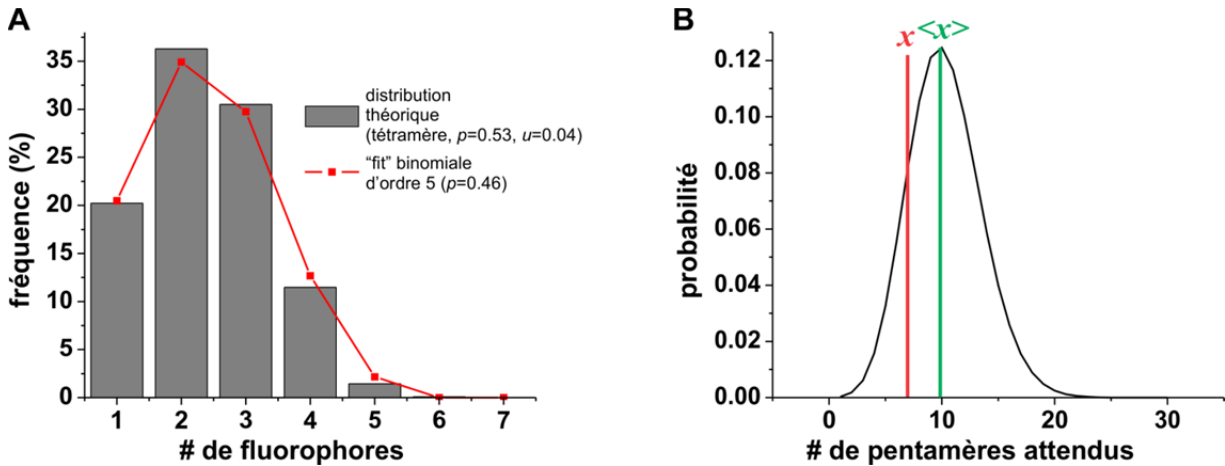 A
fréquence (%)
35
30
25
20
15
10
5
0
1 2 3 4 5 6 7
# de fluorophores
distribution
théorique
(tétramère, p=0.53, u=0.04)
“fit” binomiale
d'ordre 5 (p=0.46)
B
x <x>
probabilité
0.12
0.10
0.08
0.06
0.04
0.02
0.00
0 10 20 30
# de pentamères attendus